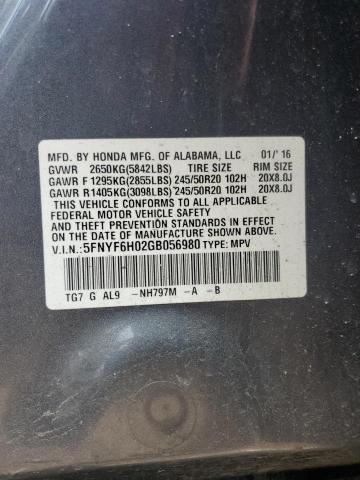 MFD. BY HONDA MFG. OF ALABAMA, LLC 01/'16
GVWR 2650KG(5842LBS) TIRE SIZE RIM SIZE
GAWR F 1295KG(2855LBS) 245/50R20 102H 20X8.0J
GAWR R 1405KG(3098LBS) 245/50R20 102H 20X8.0J
THIS VEHICLE CONFORMS TO ALL APPLICABLE
FEDERAL MOTOR VEHICLE SAFETY AND
THEFT PREVENTION STANDARDS IN EFFECT
ON THE DATE OF MANUFACTURE SHOWN ABOVE.
V.I.N.:5FNYF6H02GB056980 TYPE: MPV
TG7 G AL9 -NH797M -A -B